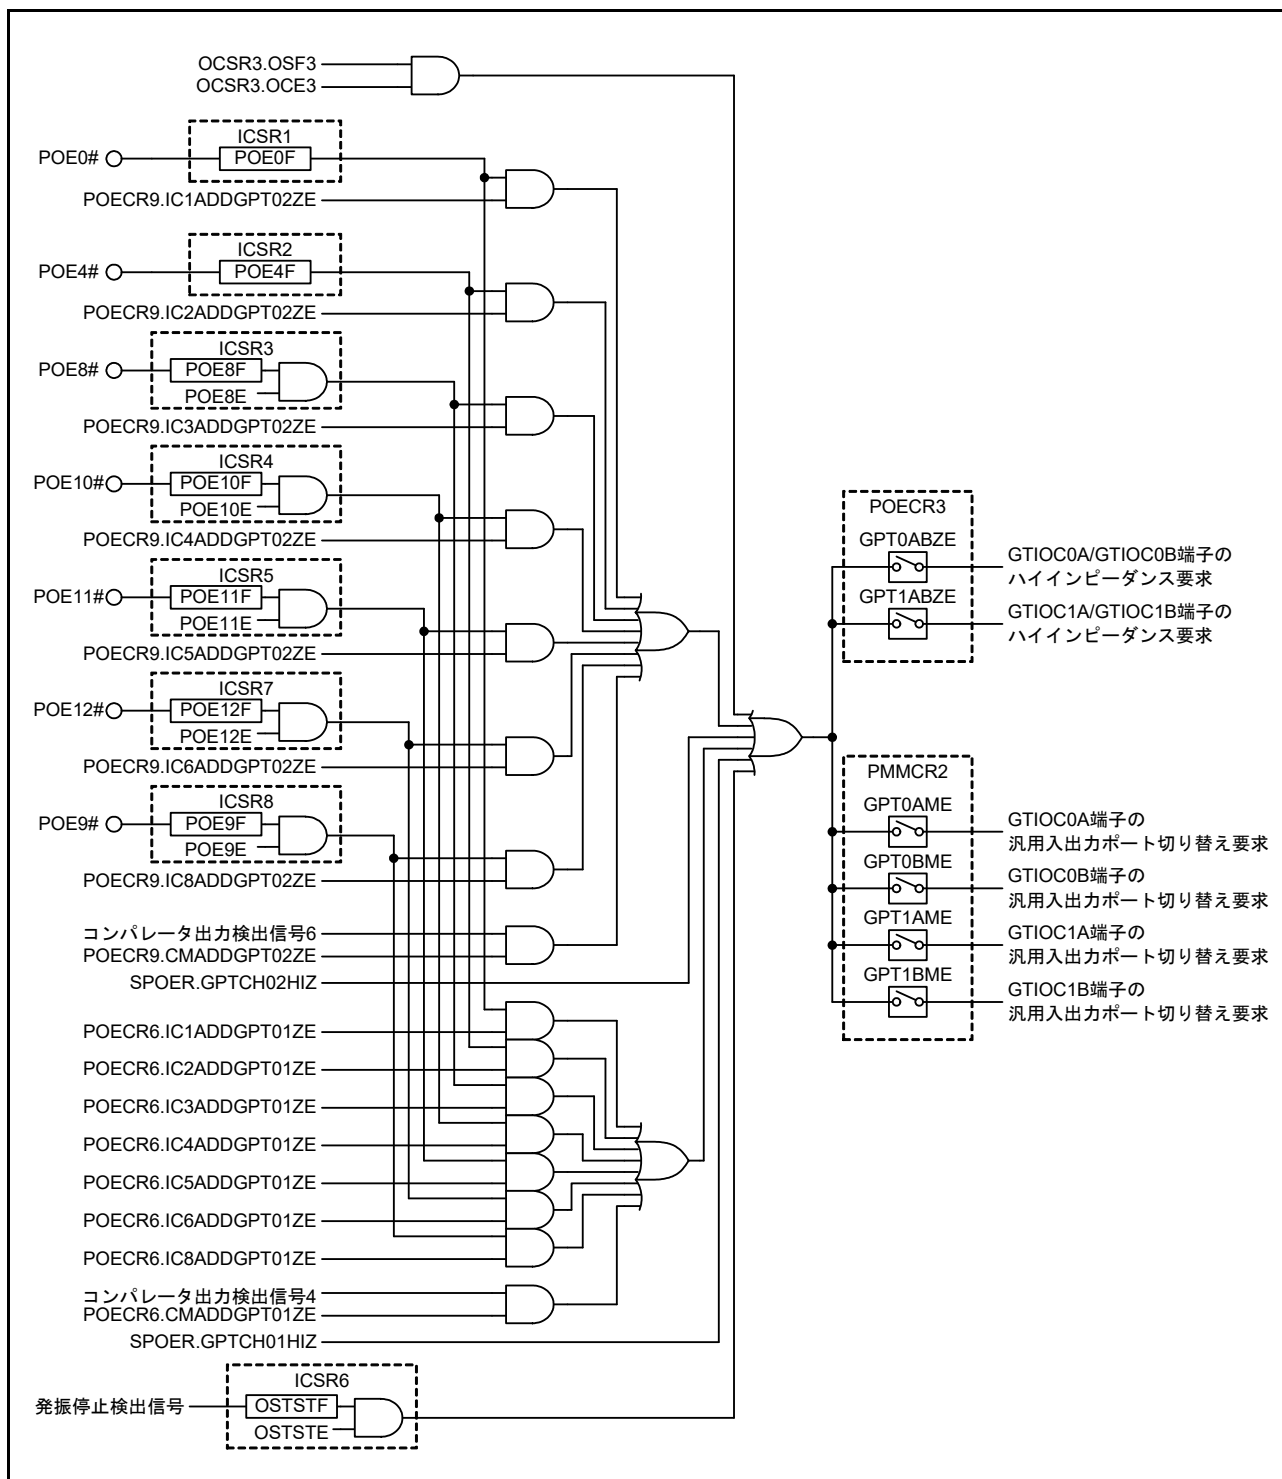 OCSR3.OSF3
OCSR3.OCE3
ICSR1
POE0#
POE0F
POECR9.IC1ADDGPT02ZE
ICSR2
POE4#
POE4F
POECR9.IC2ADDGPT02ZE
ICSR3
POE8#
POE8F
POE8E
POECR9.IC3ADDGPT02ZE
ICSR4
POE10#
POE10F
POE10E
POECR9.IC4ADDGPT02ZE
ICSR5
POE11#
POE11F
POE11E
POECR9.IC5ADDGPT02ZE
ICSR7
POE12#
POE12F
POE12E
POECR9.IC6ADDGPT02ZE
ICSR8
POE9#
POE9F
POE9E
POECR9.IC8ADDGPT02ZE
コンパレータ出力検出信号6
POECR9.CMADDGPT02ZE
SPOER.GPTCH02HIZ
POECR6.IC1ADDGPT01ZE
POECR6.IC2ADDGPT01ZE
POECR6.IC3ADDGPT01ZE
POECR6.IC4ADDGPT01ZE
POECR6.IC5ADDGPT01ZE
POECR6.IC6ADDGPT01ZE
POECR6.IC8ADDGPT01ZE
コンパレータ出力検出信号4
POECR6.CMADDGPT01ZE
SPOER.GPTCH01HIZ
ICSR6
発振停止検出信号
OSTSTF
OSTSTE
POECR3
GPT0ABZE
GTIOC0A/GTIOC0B端子の
ハイインピーダンス要求
GPT1ABZE
GTIOC1A/GTIOC1B端子の
ハイインピーダンス要求
PMMCR2
GPT0AME
GTIOC0A端子の
汎用入出力ポート切り替え要求
GPT0BME
GTIOC0B端子の
汎用入出力ポート切り替え要求
GPT1AME
GTIOC1A端子の
汎用入出力ポート切り替え要求
GPT1BME
GTIOC1B端子の
汎用入出力ポート切り替え要求